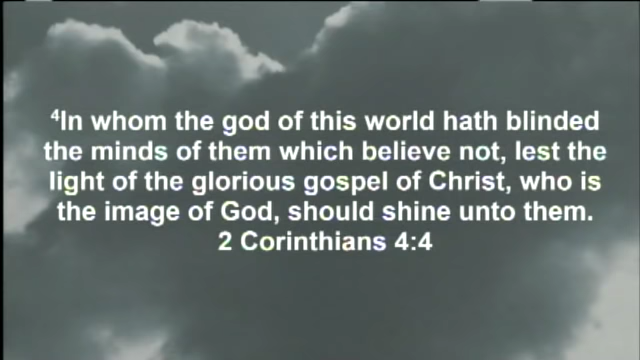 ⁴In whom the god of this world hath blinded
the minds of them which believe not, lest the
light of the glorious gospel of Christ, who is
the image of God, should shine unto them.
2 Corinthians 4:4